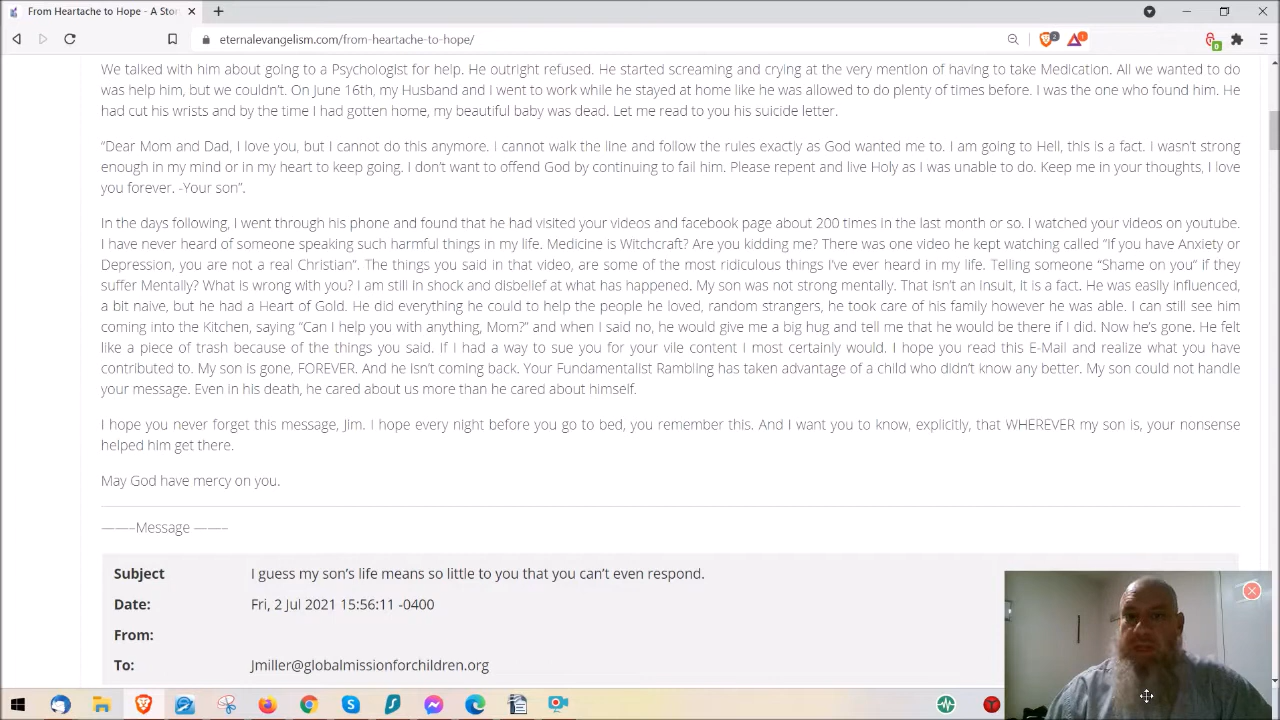 From Heartache to Hope - A Sto
eternalevangelism.com/from-heartache-to-hope/
2
1
0
We talked with him about going to a Psychologist for help. He outright refused. He started screaming and crying at the very mention of having to take Medication. All we wanted to do
was help him, but we couldn't. On June 16th, my Husband and I went to work while he stayed at home like he was allowed to do plenty of times before. I was the one who found him. He
had cut his wrists and by the time I had gotten home, my beautiful baby was dead. Let me read to you his suicide letter.
“Dear Mom and Dad, I love you, but I cannot do this anymore. I cannot walk the line and follow the rules exactly as God wanted me to. I am going to Hell, this is a fact. I wasn't strong
enough in my mind or in my heart to keep going. I don't want to offend God by continuing to fail him. Please repent and live Holy as I was unable to do. Keep me in your thoughts, I love
you forever. -Your son”.
In the days following, I went through his phone and found that he had visited your videos and facebook page about 200 times in the last month or so. I watched your videos on youtube.
I have never heard of someone speaking such harmful things in my life. Medicine is Witchcraft? Are you kidding me? There was one video he kept watching called “If you have Anxiety or
Depression, you are not a real Christian”. The things you said in that video, are some of the most ridiculous things I've ever heard in my life. Telling someone “Shame on you” if they
suffer Mentally? What is wrong with you? I am still in shock and disbelief at what has happened. My son was not strong mentally. That isn't an insult, it is a fact. He was easily influenced,
a bit naive, but he had a Heart of Gold. He did everything he could to help the people he loved, random strangers, he took care of his family however he was able. I can still see him
coming into the Kitchen, saying “Can I help you with anything, Mom?” and when I said no, he would give me a big hug and tell me that he would be there if I did. Now he's gone. He felt
like a piece of trash because of the things you said. If I had a way to sue you for your vile content I most certainly would. I hope you read this E-Mail and realize what you have
contributed to. My son is gone, FOREVER. And he isn't coming back. Your Fundamentalist Rambling has taken advantage of a child who didn't know any better. My son could not handle
your message. Even in his death, he cared about us more than he cared about himself.
I hope you never forget this message, Jim. I hope every night before you go to bed, you remember this. And I want you to know, explicitly, that WHEREVER my son is, your nonsense
helped him get there.
May God have mercy on you.
——–Message ——–
Subject I guess my son's life means so little to you that you can't even respond.
Date: Fri, 2 Jul 2021 15:56:11 -0400
From:
To: Jmiller@globalmissionforchildren.org